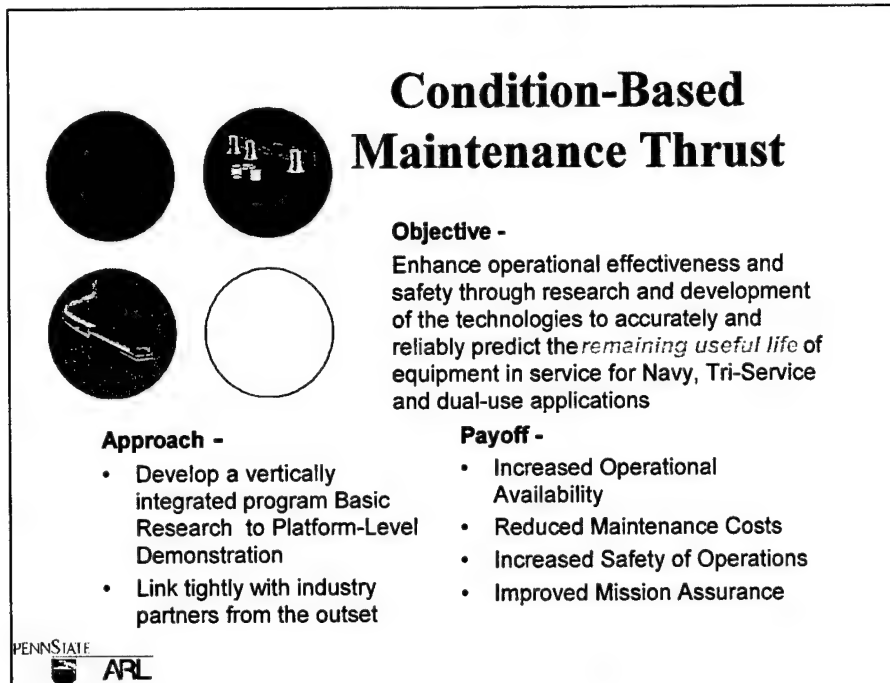 Condition-Based
Maintenance Thrust
Objective -
Enhance operational effectiveness and
safety through research and development
of the technologies to accurately and
reliably predict the remaining useful life of
equipment in service for Navy, Tri-Service
and dual-use applications
Approach -
• Develop a vertically
integrated program Basic
Research to Platform-Level
Demonstration
• Link tightly with industry
partners from the outset
Payoff -
• Increased Operational
Availability
• Reduced Maintenance Costs
• Increased Safety of Operations
• Improved Mission Assurance
PENNSTATE
ARL